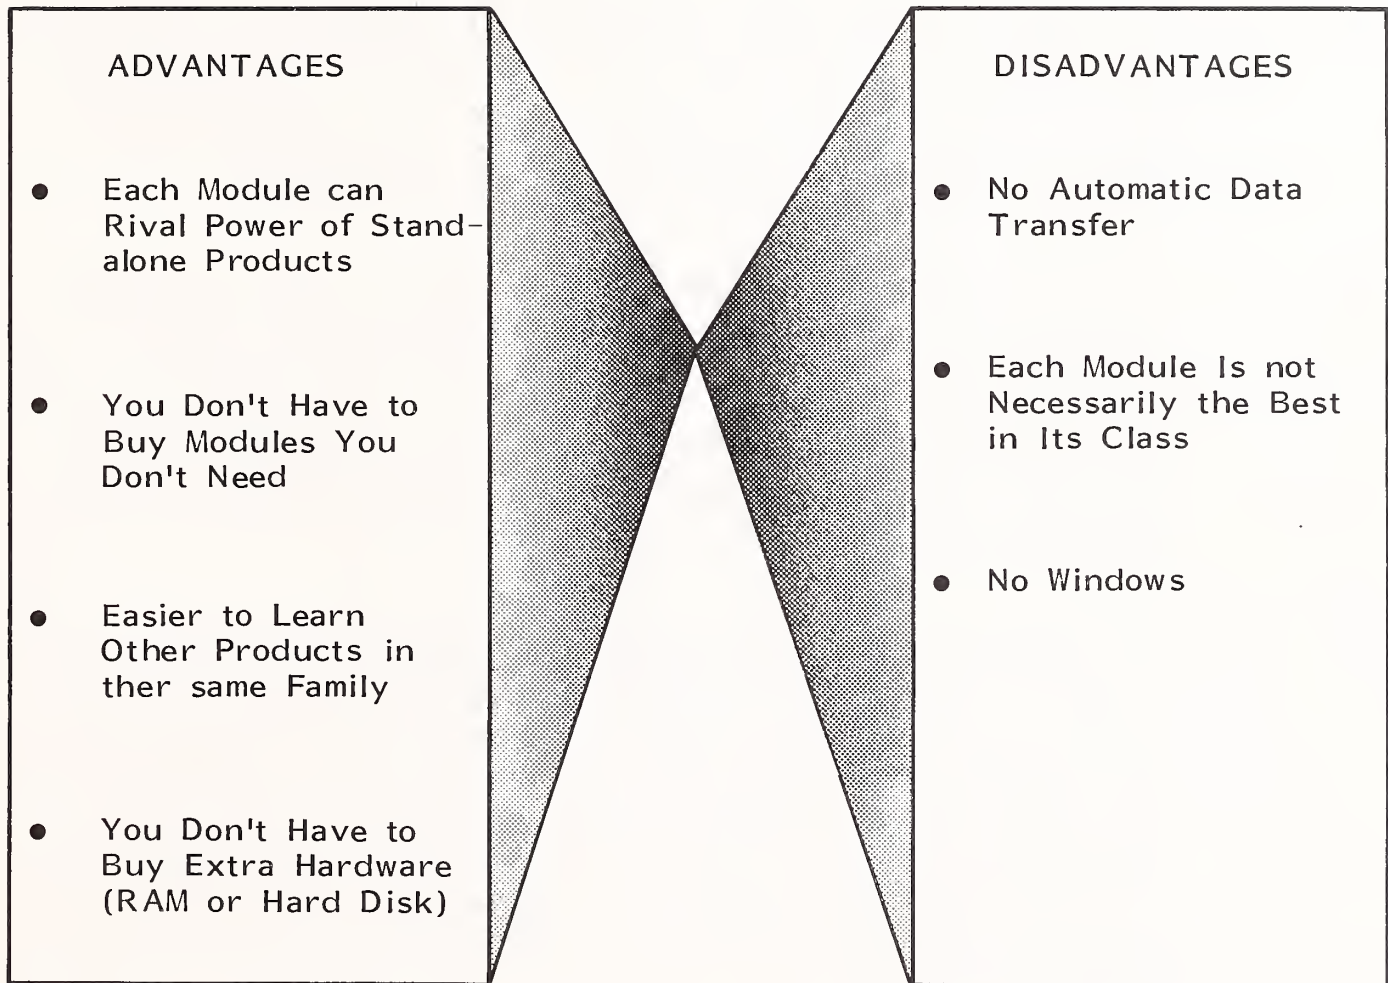 ADVANTAGES
● Each Module can
Rival Power of Stand-
alone Products
● You Don't Have to
Buy Modules You
Don't Need
● Easier to Learn
Other Products in
ther same Family
● You Don't Have to
Buy Extra Hardware
(RAM or Hard Disk)
DISADVANTAGES
● No Automatic Data
Transfer
● Each Module Is not
Necessarily the Best
in Its Class
● No Windows